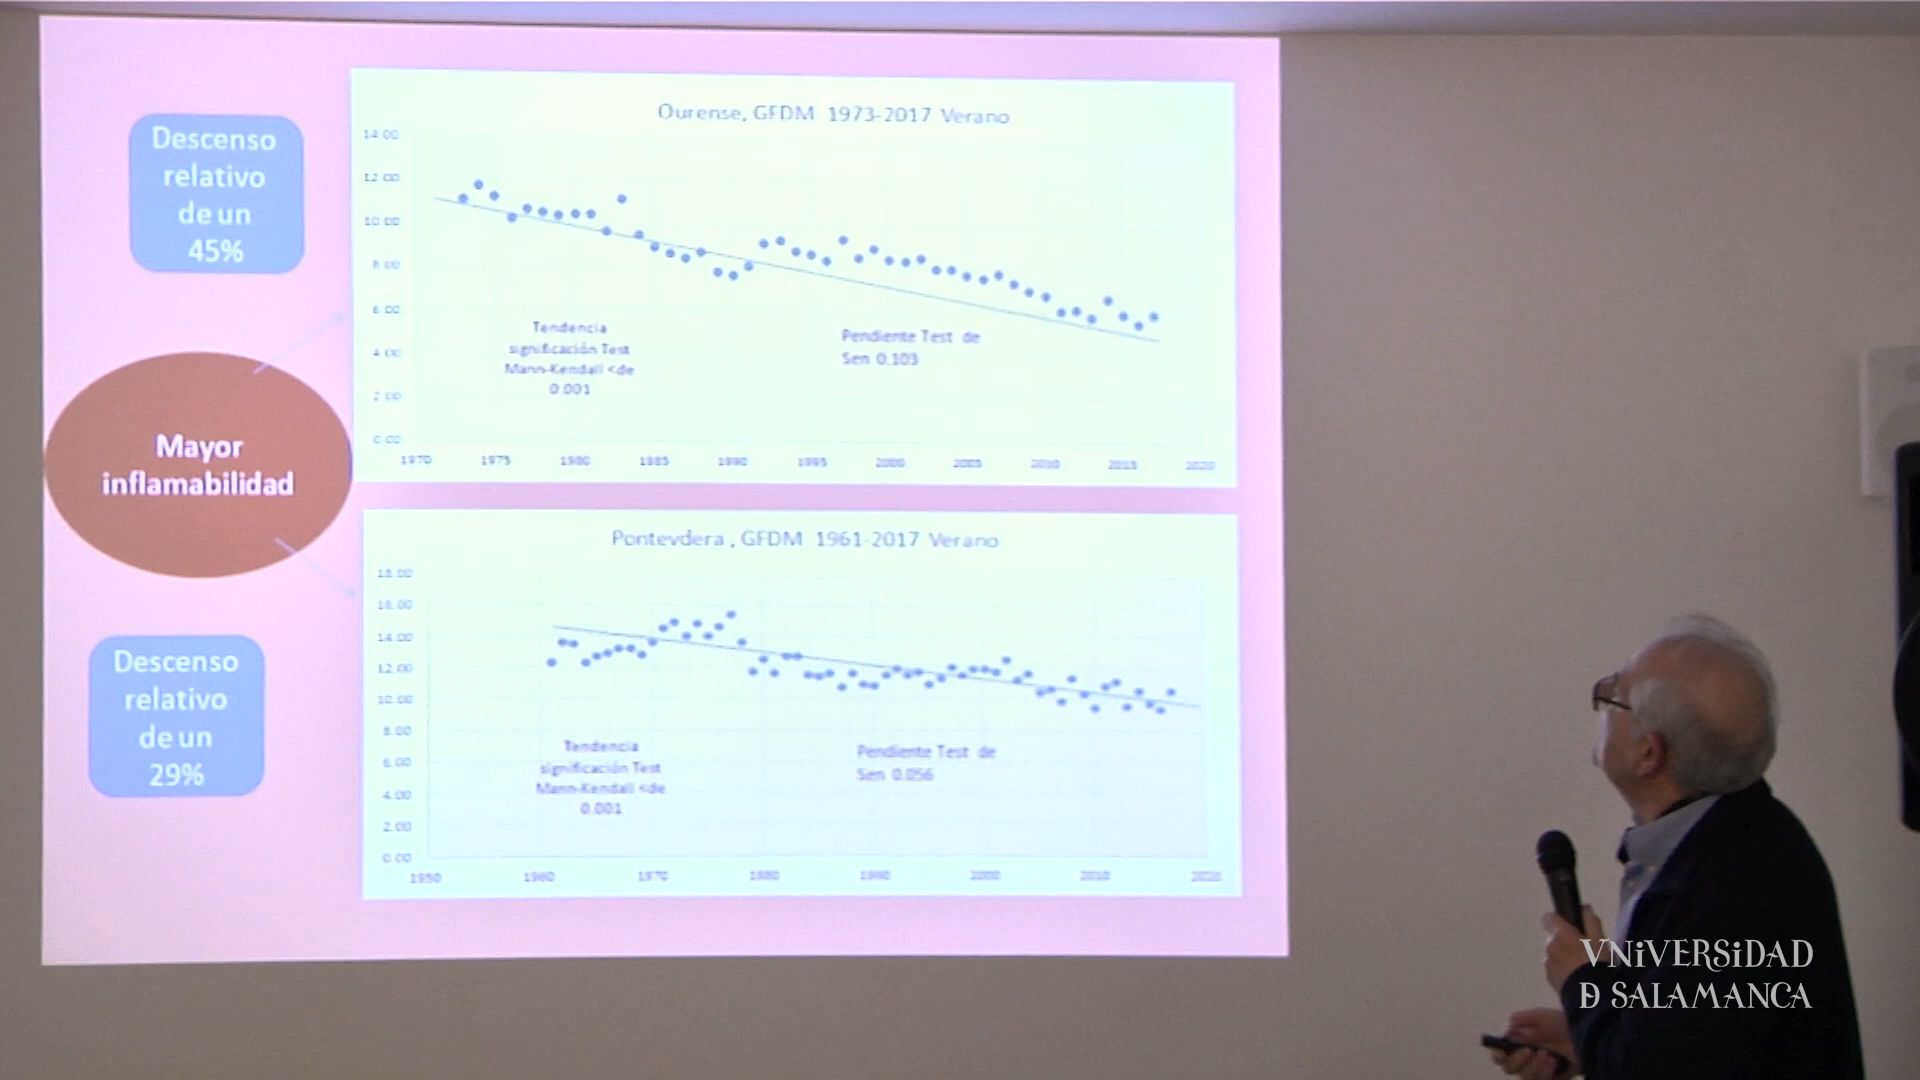 Descenso
relativo
de un
45%
Mayor
inflamabilidad
Descenso
relativo
de un
29%
Ourense, GFDM 1973-2017 Verano
14.00
12.00
10.00
8.00
6.00
4.00
2.00
0.00
Tendencia
significación Test
Mann-Kendall <de
0.001
Pendiente Test de
Sen 0.103
1970 1975 1980 1985 1990 1995 2000 2005 2010 2015 2020
Pontevdera , GFDM 1961-2017 Verano
18.00
16.00
14.00
12.00
10.00
8.00
6.00
4.00
2.00
0.00
Tendencia
significación Test
Mann-Kendall <de
0.001
Pendiente Test de
Sen 0.056
1950 1960 1970 1980 1990 2000 2010 2020
VNiVERSiDAD
D SALAMANCA